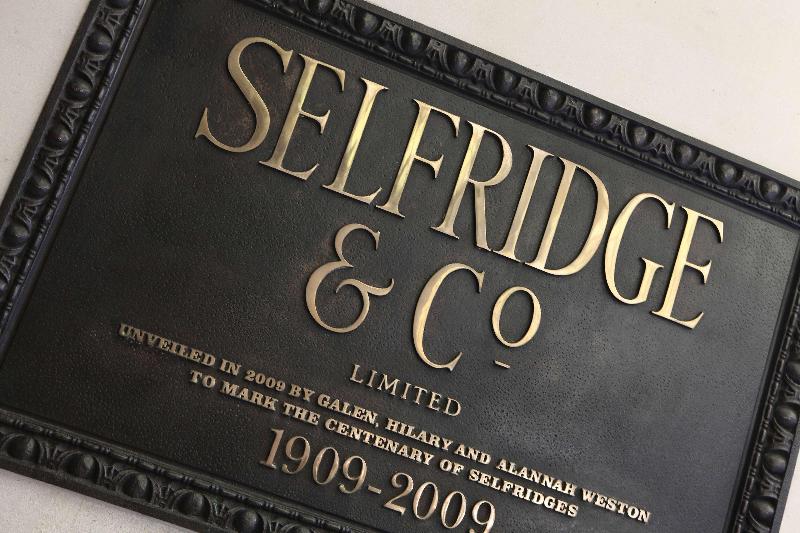 SELFRIDGE
& Co
LIMITED
UNVEILED IN 2009 BY GALEN, HILARY AND ALANNAH WESTON
TO MARK THE CENTENARY OF SELFRIDGES
1909-2009